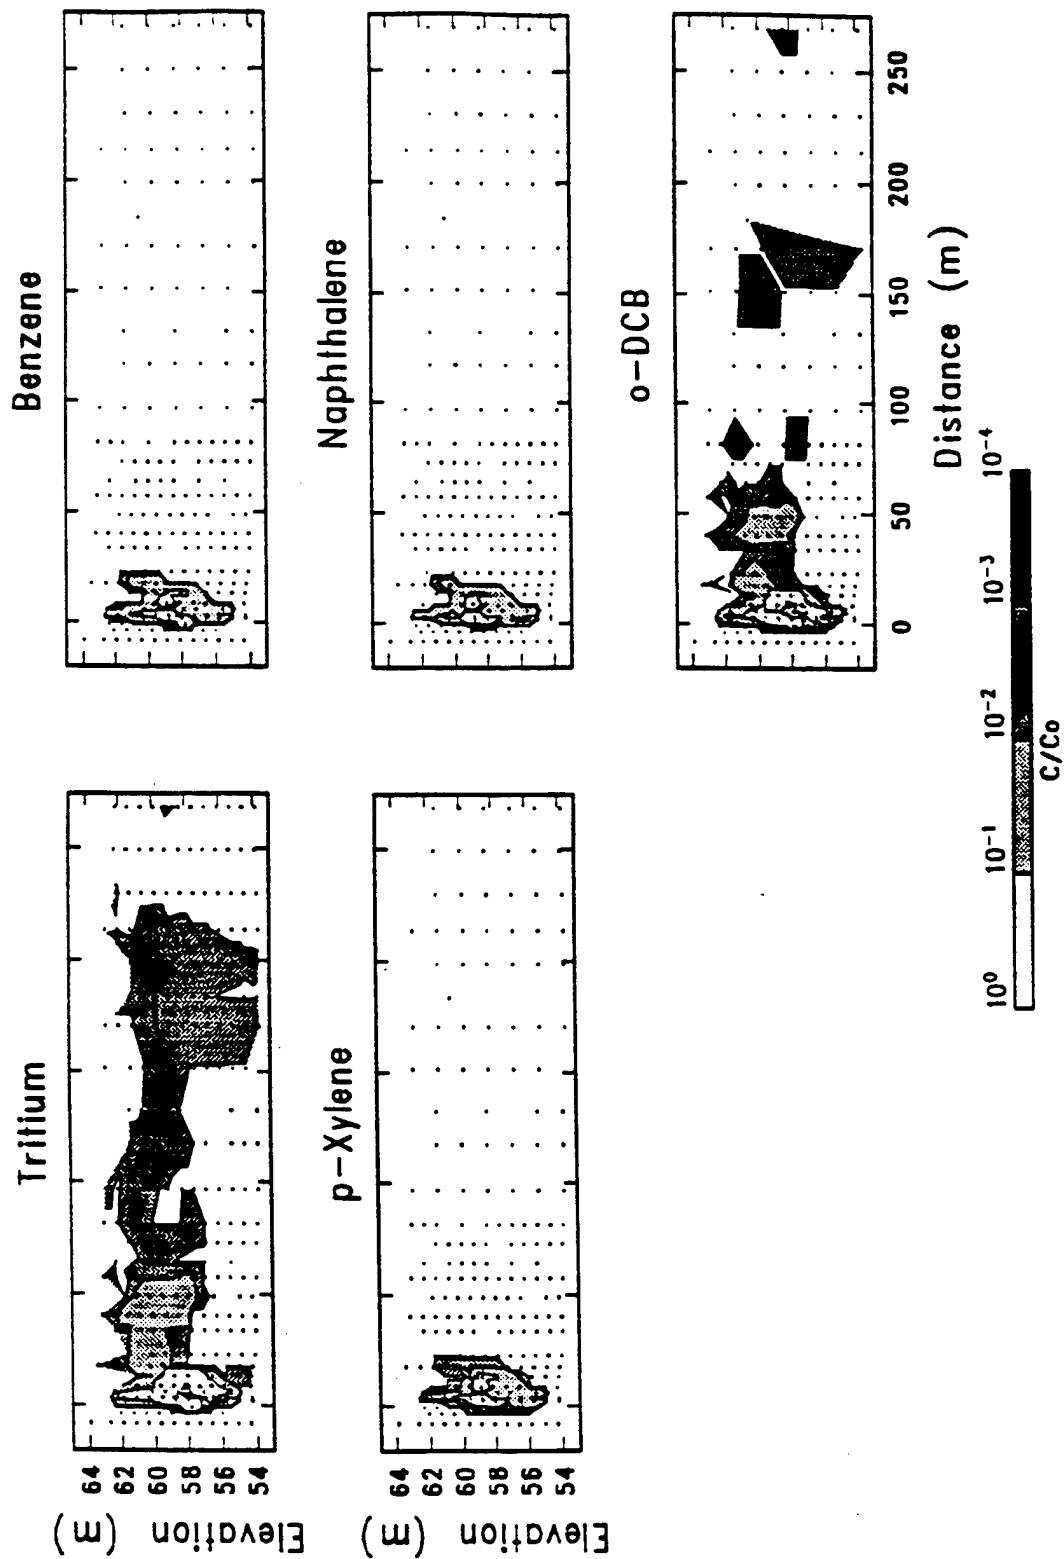 Tritium
Benzene
Elevation (m)
64
62
60
58
56
54
p-Xylene
Naphthalene
Elevation (m)
64
62
60
58
56
54
o-DCB
0
50
100
150
200
250
Distance (m)
10⁰
10⁻¹
10⁻²
10⁻³
10⁻⁴
C/Co